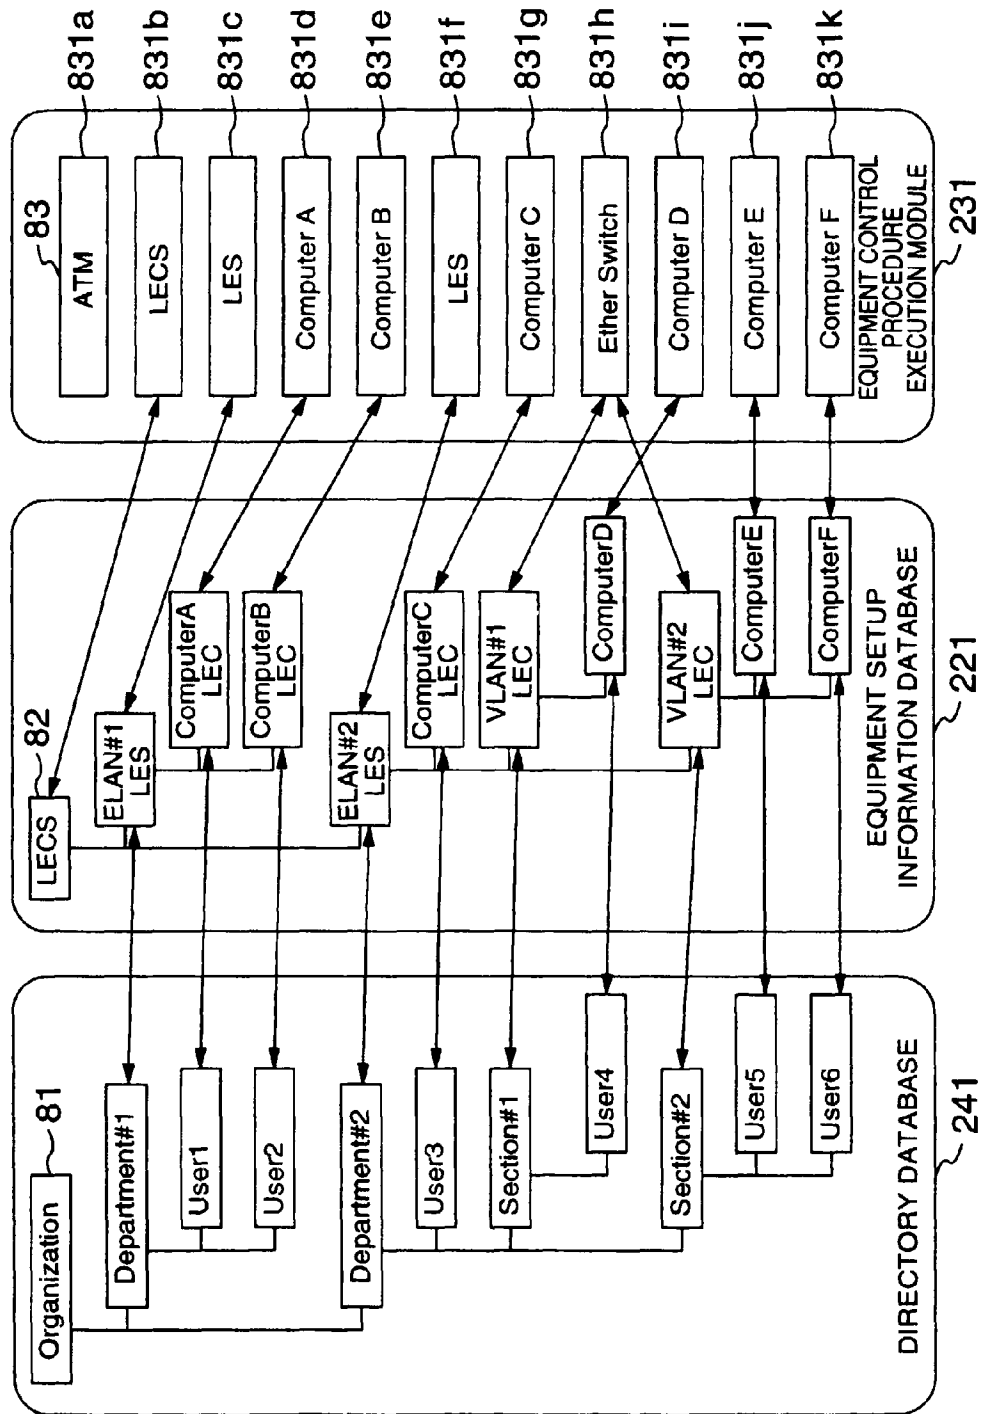 81
Organization
Department#1
User1
User2
Department#2
User3
Section#1
User4
Section#2
User5
User6
DIRECTORY DATABASE
241
82
LECS
ELAN#1
LES
ComputerA
LEC
ComputerB
LEC
ELAN#2
LES
ComputerC
LEC
VLAN#1
LEC
ComputerD
VLAN#2
LEC
ComputerE
ComputerF
EQUIPMENT SETUP
INFORMATION DATABASE
221
83
ATM
831a
LECS
831b
LES
831c
Computer A
831d
Computer B
831e
LES
831f
Computer C
831g
Ether Switch
831h
Computer D
831i
Computer E
831j
Computer F
831k
EQUIPMENT CONTROL
PROCEDURE
EXECUTION MODULE
231